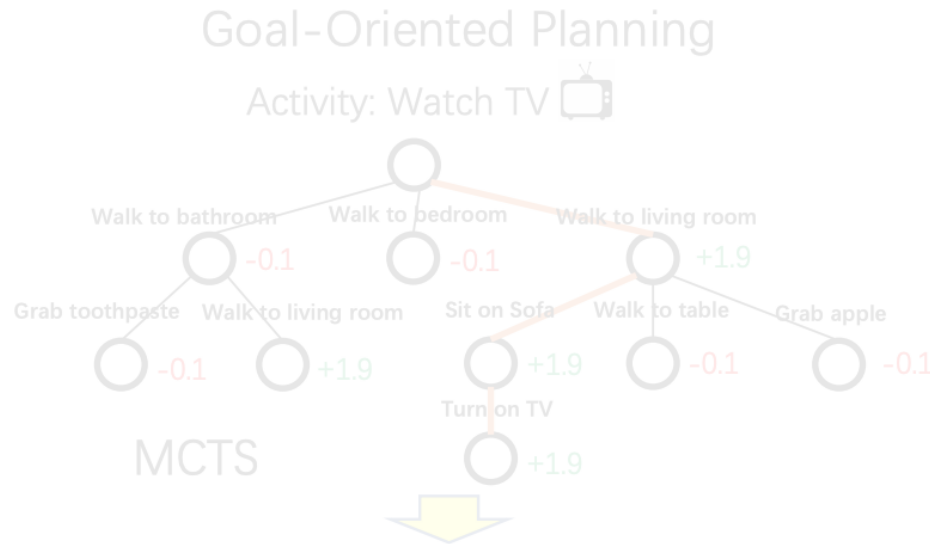 Goal-Oriented Planning
Activity: Watch TV
Walk to bathroom
Walk to bedroom
Walk to living room
-0.1
-0.1
+1.9
Grab toothpaste
Walk to living room
Sit on Sofa
Walk to table
Grab apple
-0.1
+1.9
+1.9
-0.1
-0.1
Turn on TV
MCTS
+1.9